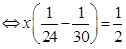 ⇔ x(1/24 − 1/30) = 1/2